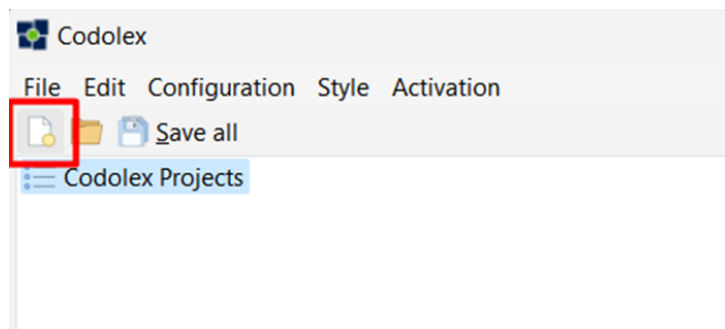 Codolex
File Edit Configuration Style Activation
Save all
Codolex Projects